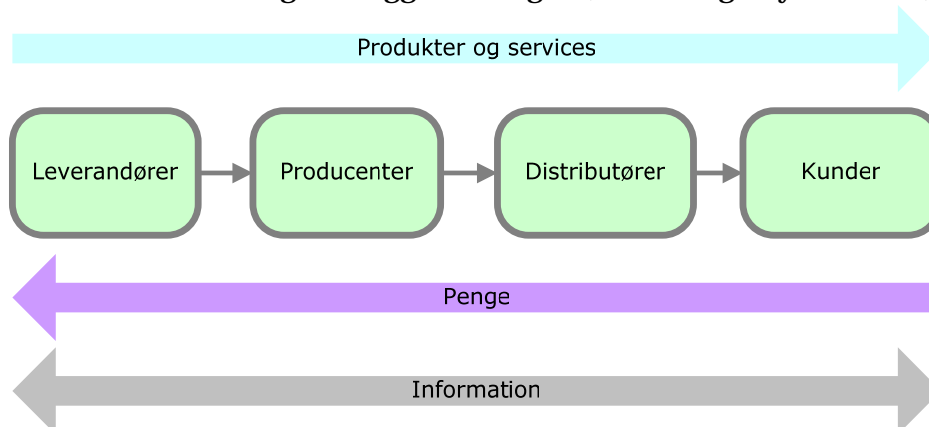 Produkter og services
Leverandører
Producenter
Distributører
Kunder
Penge
Information